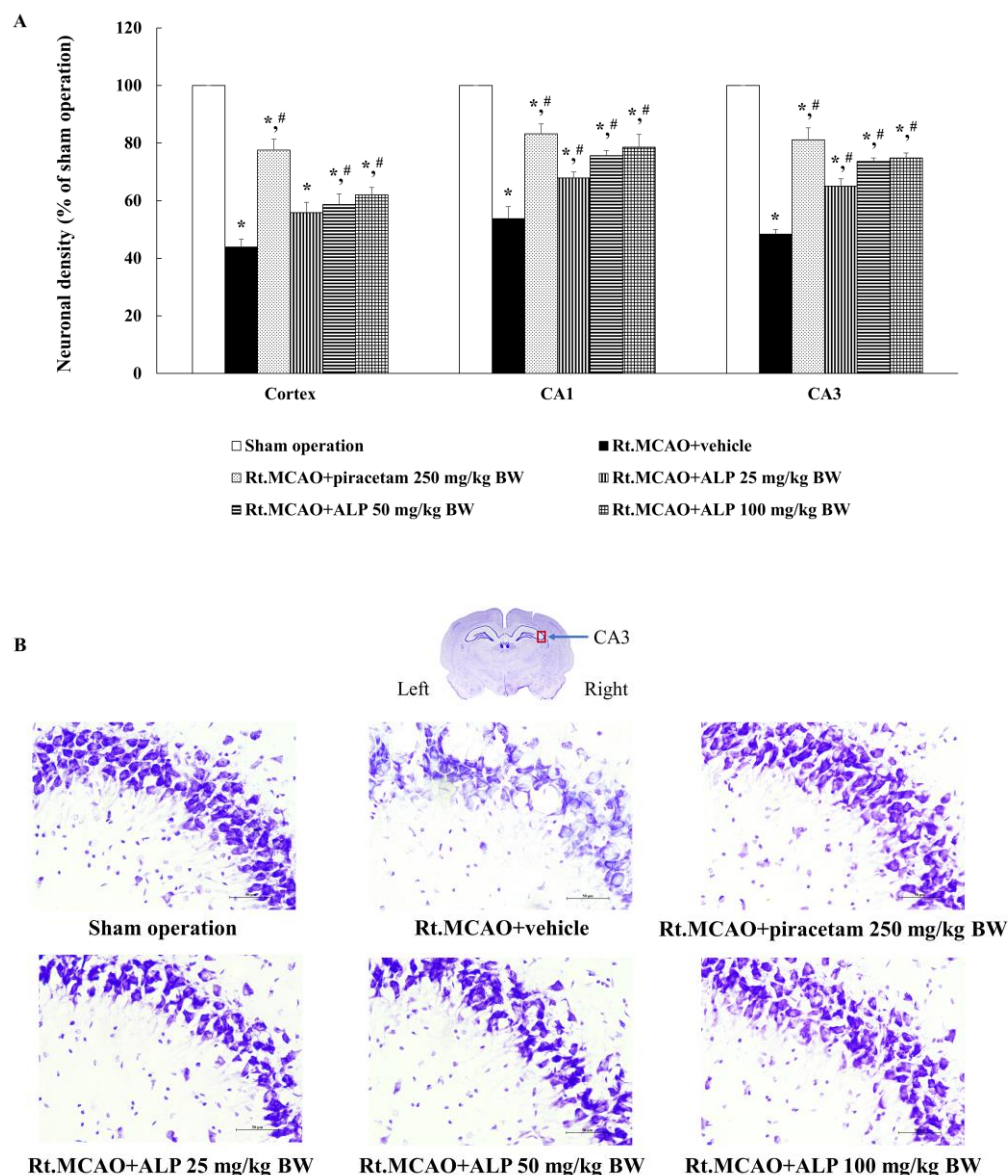 A
Neuronal density (% of sham operation)
120
100
80
60
40
20
0
* *,# * *,# *,#
* *,# *,# *,# *,#
* *,# *,# *,# *,#
Cortex CA1 CA3
Sham operation Rt.MCAO+vehicle
Rt.MCAO+piracetam 250 mg/kg BW Rt.MCAO+ALP 25 mg/kg BW
Rt.MCAO+ALP 50 mg/kg BW Rt.MCAO+ALP 100 mg/kg BW
B
CA3
Left Right
50 µm
Sham operation Rt.MCAO+vehicle Rt.MCAO+piracetam 250 mg/kg BW
Rt.MCAO+ALP 25 mg/kg BW Rt.MCAO+ALP 50 mg/kg BW Rt.MCAO+ALP 100 mg/kg BW